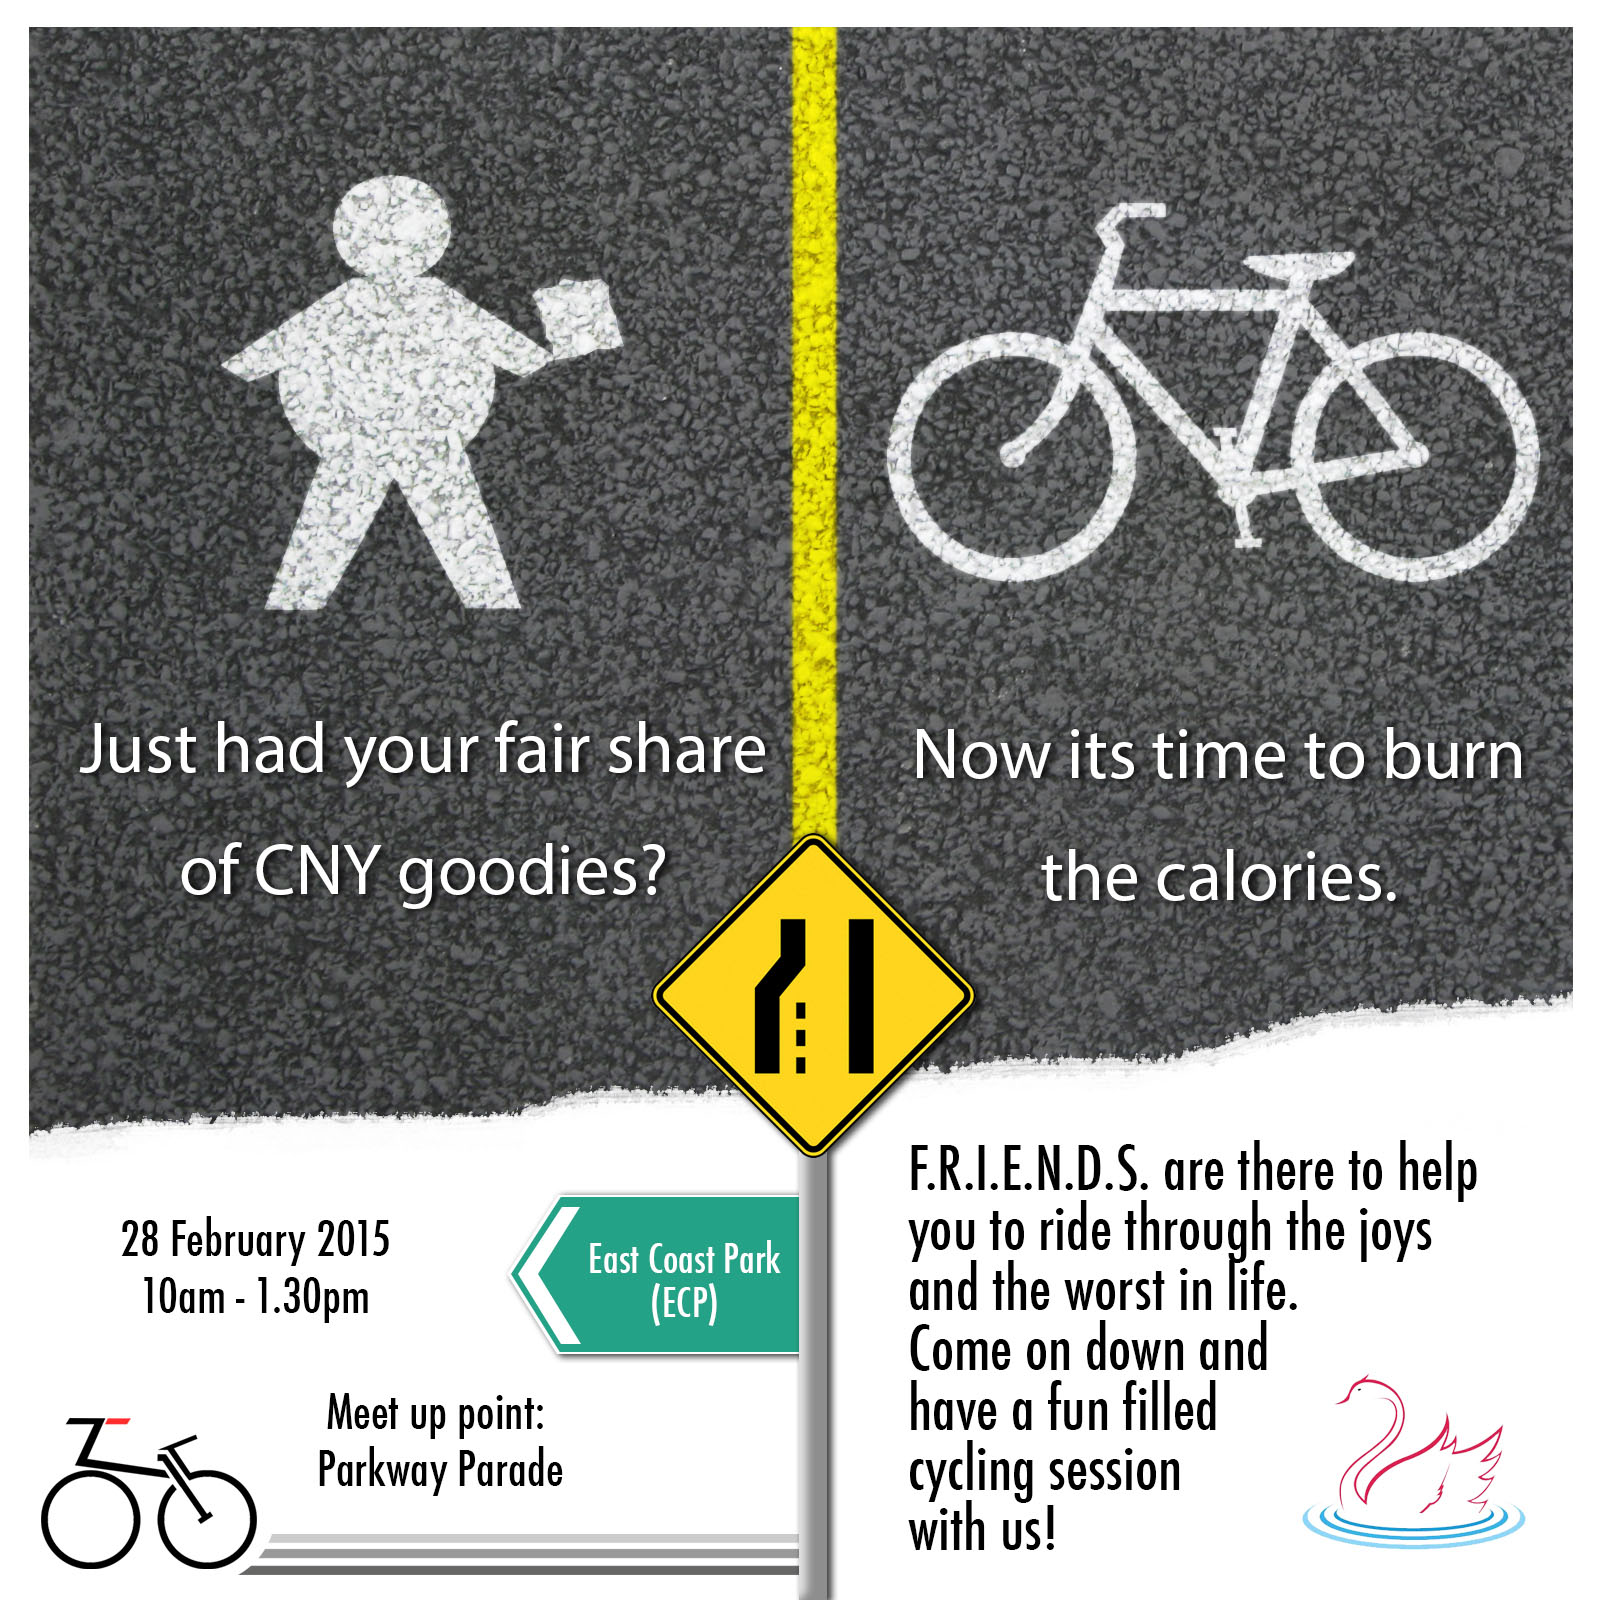 Just had your fair share
of CNY goodies?
Now its time to burn
the calories.
28 February 2015
10am - 1.30pm
East Coast Park
(ECP)
Meet up point:
Parkway Parade
F.R.I.E.N.D.S. are there to help
you to ride through the joys
and the worst in life.
Come on down and
have a fun filled
cycling session
with us!